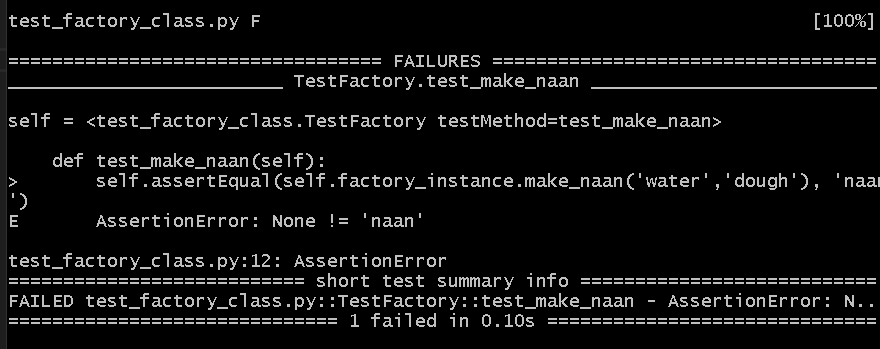 test_factory_class.py F [100%]
================================== FAILURES ===================================
_________________________ TestFactory.test_make_naan __________________________
self = <test_factory_class.TestFactory testMethod=test_make_naan>
def test_make_naan(self):
> self.assertEqual(self.factory_instance.make_naan('water','dough'), 'naan
')
E AssertionError: None != 'naan'
test_factory_class.py:12: AssertionError
=========================== short test summary info ===========================
FAILED test_factory_class.py::TestFactory::test_make_naan - AssertionError: N..
============================== 1 failed in 0.10s ==============================